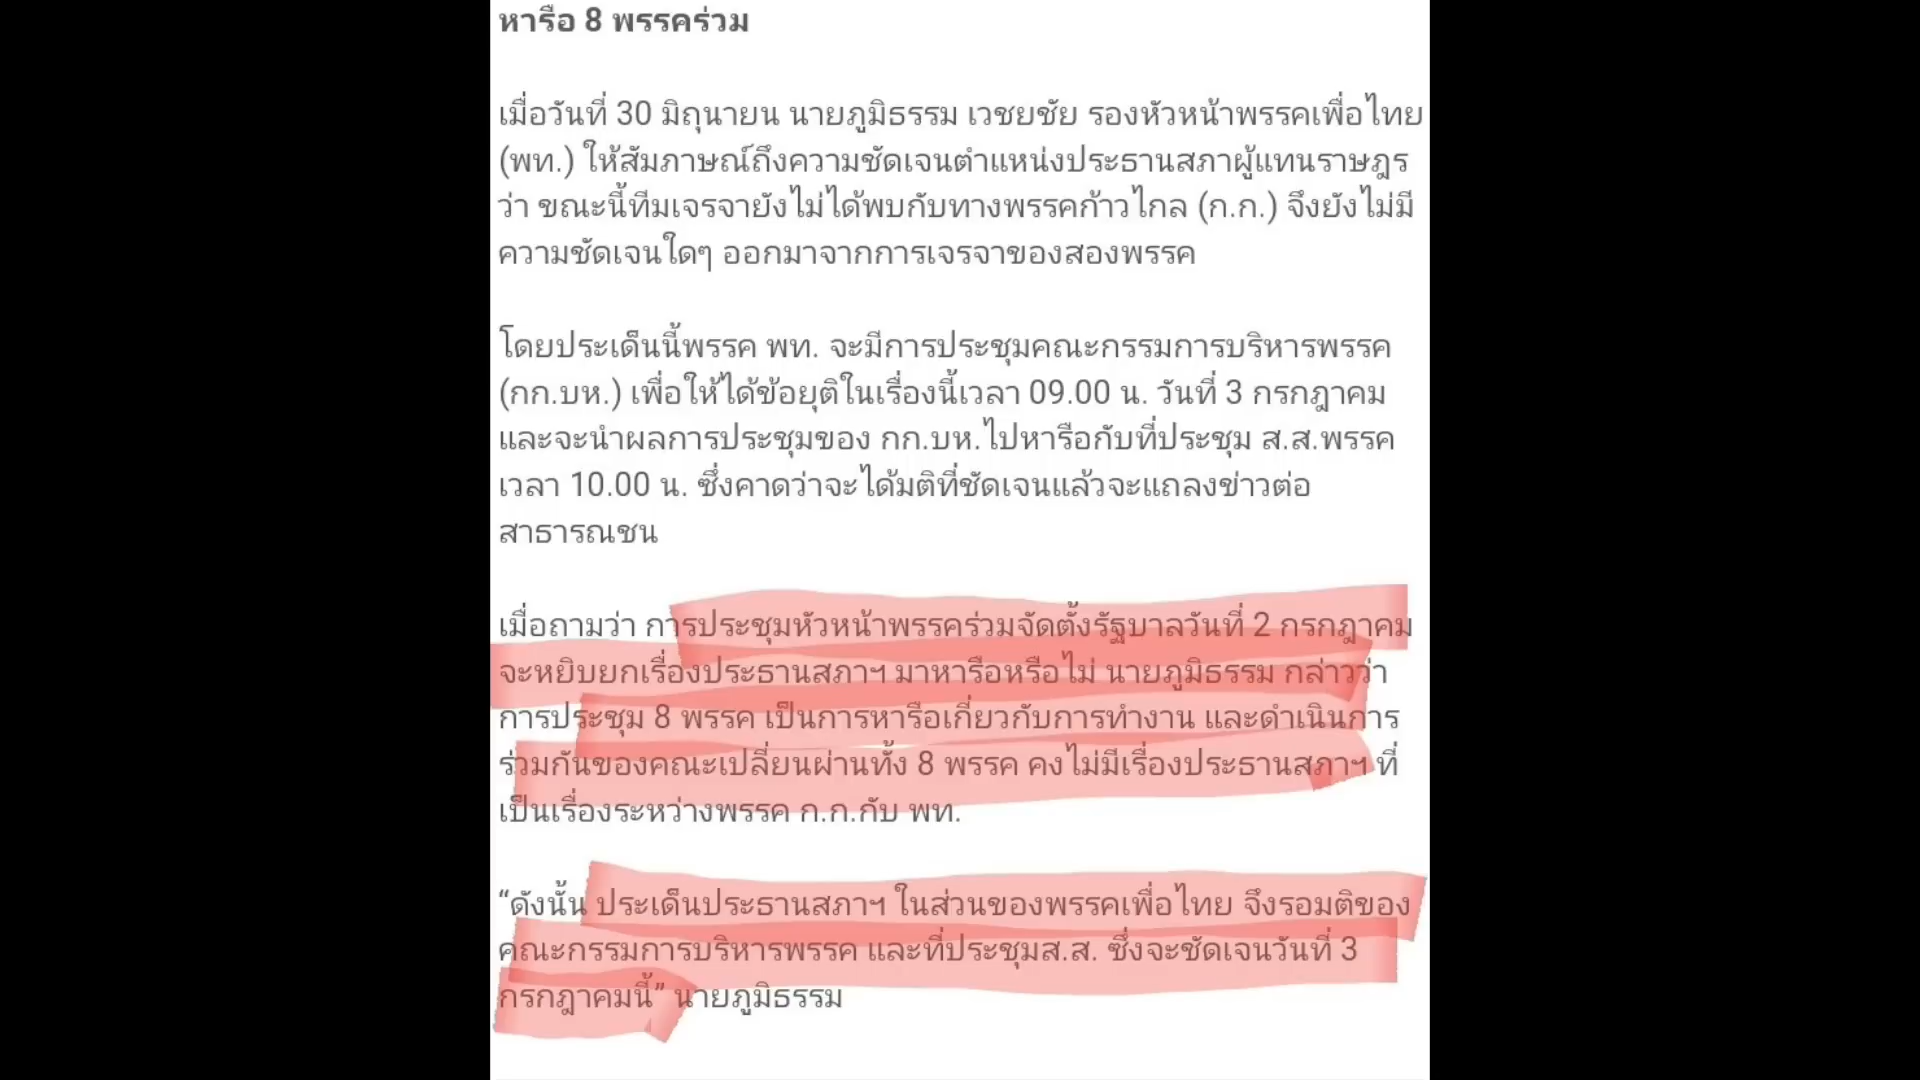 หารือ 8 พรรคร่วม
เมื่อวันที่ 30 มิถุนายน นายภูมิธรรม เวชยชัย รองหัวหน้าพรรคเพื่อไทย
(พท.) ให้สัมภาษณ์ถึงความชัดเจนตำแหน่งประธานสภาผู้แทนราษฎร
ว่า ขณะนี้ทีมเจรจายังไม่ได้พบกับทางพรรคก้าวไกล (ก.ก.) จึงยังไม่มี
ความชัดเจนใดๆ ออกมาจากการเจรจาของสองพรรค
โดยประเด็นนี้พรรค พท. จะมีการประชุมคณะกรรมการบริหารพรรค
(กก.บห.) เพื่อให้ได้ข้อยุติในเรื่องนี้เวลา 09.00 น. วันที่ 3 กรกฎาคม
และจะนำผลการประชุมของ กก.บห.ไปหารือกับที่ประชุม ส.ส.พรรค
เวลา 10.00 น. ซึ่งคาดว่าจะได้มติที่ชัดเจนแล้วจะแถลงข่าวต่อ
สาธารณชน
เมื่อถามว่า การประชุมหัวหน้าพรรคร่วมจัดตั้งรัฐบาลวันที่ 2 กรกฎาคม
จะหยิบยกเรื่องประธานสภาฯ มาหารือหรือไม่ นายภูมิธรรม กล่าวว่า
การประชุม 8 พรรค เป็นการหารือเกี่ยวกับการทำงาน และดำเนินการ
ร่วมกันของคณะเปลี่ยนผ่านทั้ง 8 พรรค คงไม่มีเรื่องประธานสภาฯ ที่
เป็นเรื่องระหว่างพรรค ก.ก.กับ พท.
“ดังนั้น ประเด็นประธานสภาฯ ในส่วนของพรรคเพื่อไทย จึงรอมติของ
คณะกรรมการบริหารพรรค และที่ประชุมส.ส. ซึ่งจะชัดเจนวันที่ 3
กรกฎาคมนี้” นายภูมิธรรม